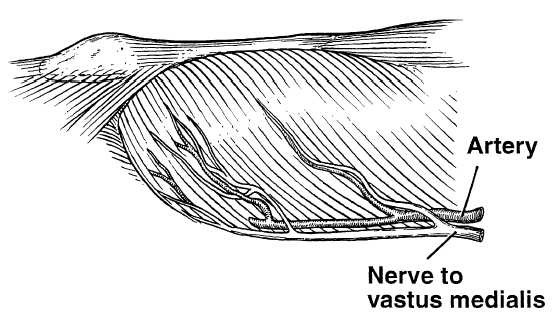 Artery
Nerve to
vastus medialis